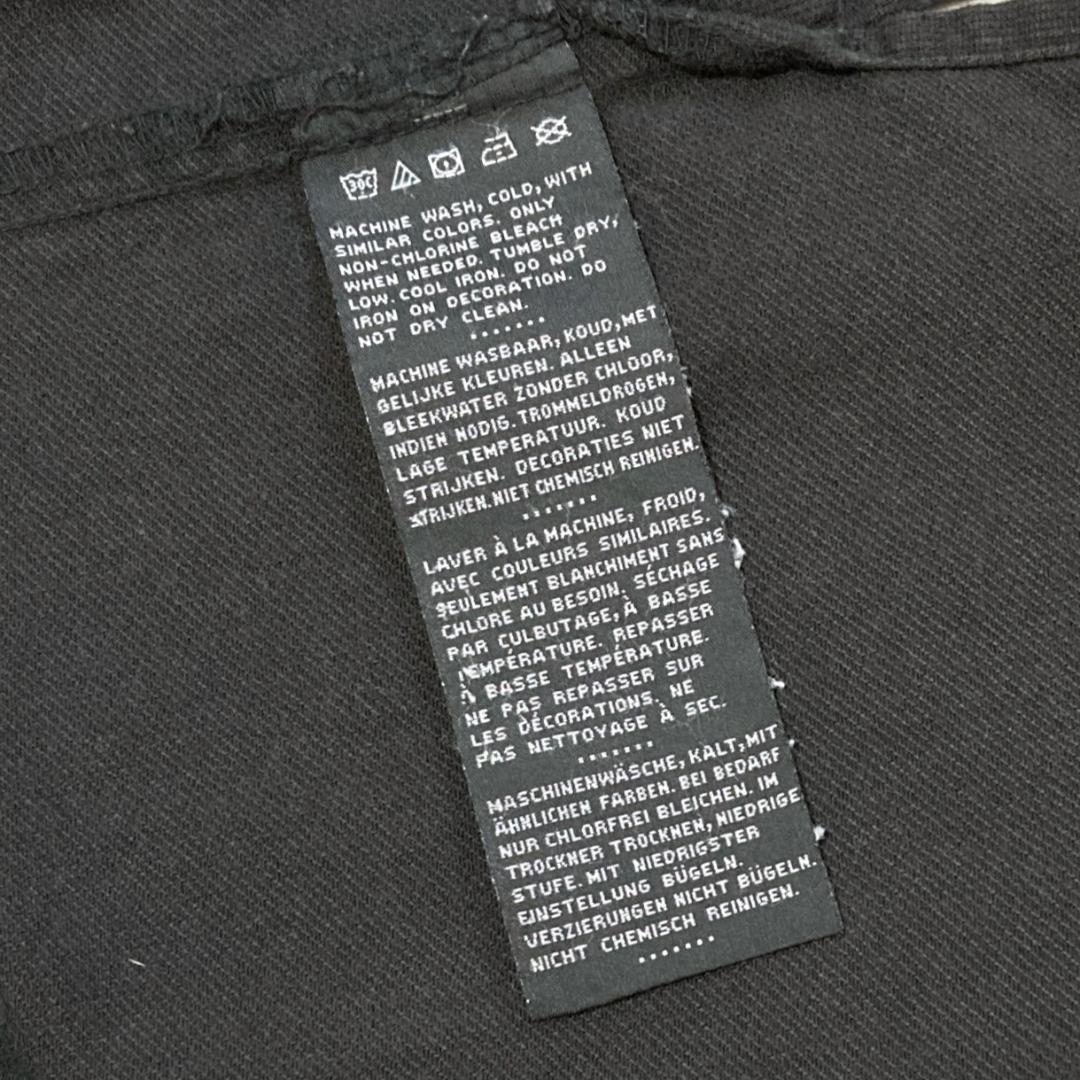 30C
MACHINE WASH, COLD, WITH
SIMILAR COLORS. ONLY
NON-CHLORINE BLEACH
WHEN NEEDED. TUMBLE DRY,
LOW. COOL IRON. DO NOT
IRON ON DECORATION. DO
NOT DRY CLEAN.
MACHINE WASBAAR, KOUD, MET
GELIJKE KLEUREN. ALLEEN
BLEEKWATER ZONDER CHLOOR,
INDIEN NODIG. TROMMELDROGEN,
LAGE TEMPERATUUR. KOUD
STRIJKEN. DECORATIES NIET
STRIJKEN. NIET CHEMISCH REINIGEN.
LAVER À LA MACHINE, FROID,
AVEC COULEURS SIMILAIRES.
SEULEMENT BLANCHIMENT SANS
CHLORE AU BESOIN. SÉCHAGE
PAR CULBUTAGE, À BASSE
TEMPÉRATURE. REPASSER
À BASSE TEMPÉRATURE.
NE PAS REPASSER SUR
LES DÉCORATIONS. NE
PAS NETTOYAGE À SEC.
MASCHINENWÄSCHE, KALT, MIT
ÄHNLICHEN FARBEN. BEI BEDARF
NUR CHLORFREI BLEICHEN. IM
TROCKNER TROCKNEN, NIEDRIGE
STUFE. MIT NIEDRIGSTER
EINSTELLUNG BÜGELN.
VERZIERUNGEN NICHT BÜGELN.
NICHT CHEMISCH REINIGEN.